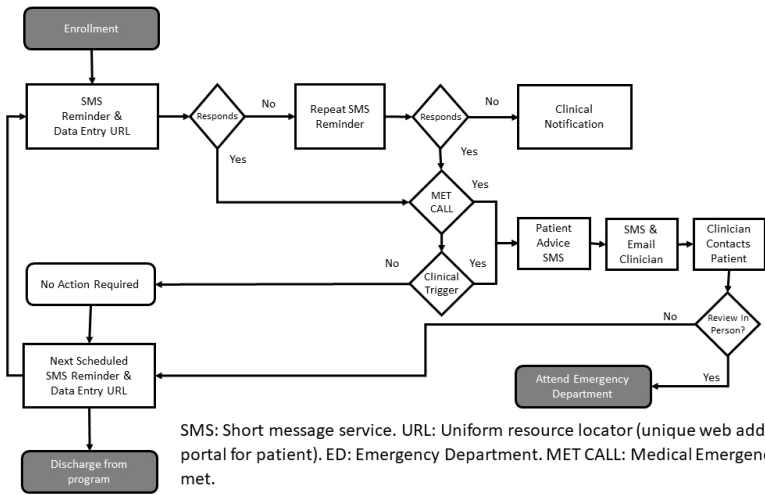 Enrollment
SMS
Reminder &
Data Entry URL
Responds
No
Repeat SMS
Reminder
Responds
No
Clinical
Notification
Yes
Yes
MET
CALL
Yes
Patient
Advice
SMS
SMS &
Email
Clinician
Clinician
Contacts
Patient
No
Clinical
Trigger
Yes
No Action Required
No
Review In
Person?
Next Scheduled
SMS Reminder &
Data Entry URL
Yes
Attend Emergency
Department
Discharge from
program
SMS: Short message service. URL: Uniform resource locator (unique web add
portal for patient). ED: Emergency Department. MET CALL: Medical Emergen
met.